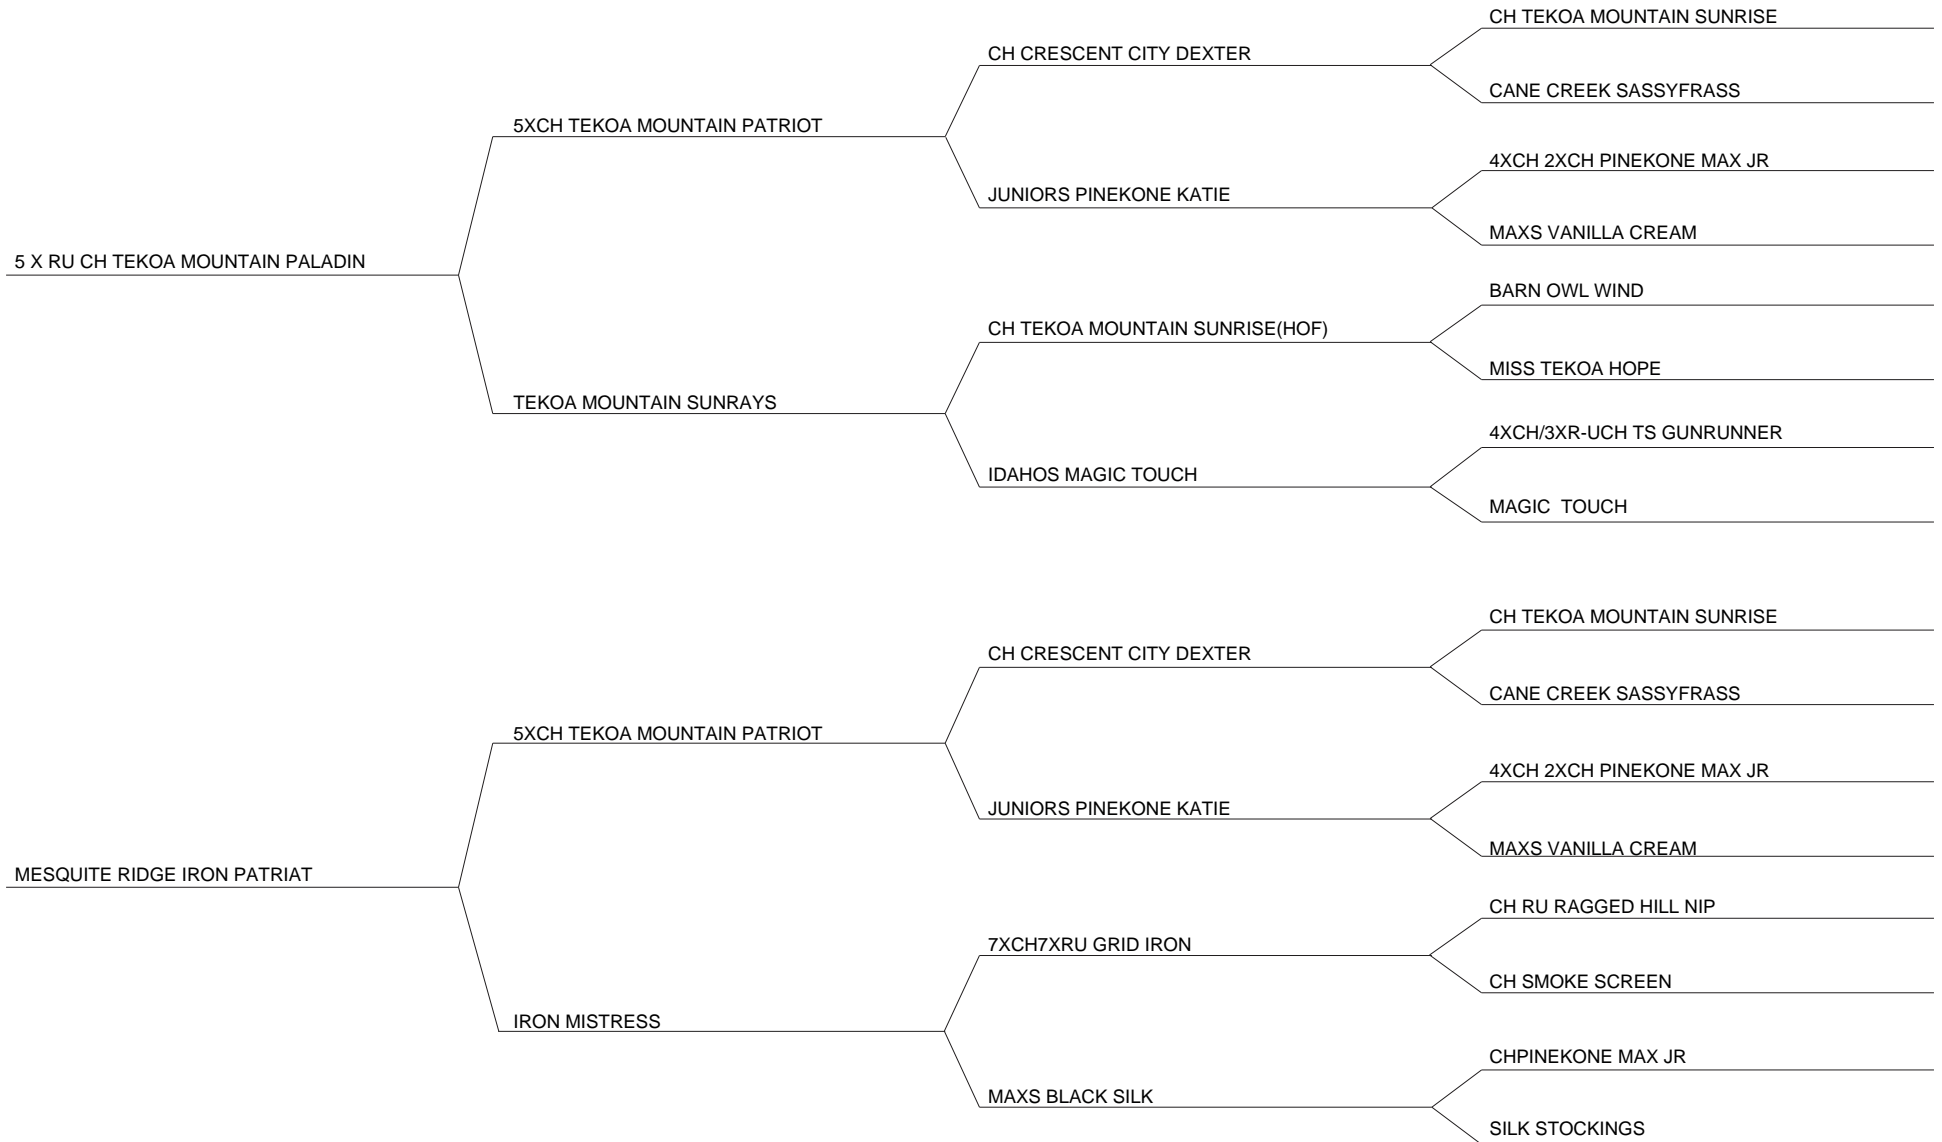 CH TEKOA MOUNTAIN SUNRISE
CH CRESCENT CITY DEXTER
CANE CREEK SASSYFRASS
5XCH TEKOA MOUNTAIN PATRIOT
4XCH 2XCH PINEKONE MAX JR
JUNIORS PINEKONE KATIE
MAXS VANILLA CREAM
5 X RU CH TEKOA MOUNTAIN PALADIN
BARN OWL WIND
CH TEKOA MOUNTAIN SUNRISE(HOF)
MISS TEKOA HOPE
TEKOA MOUNTAIN SUNRAYS
4XCH/3XR-UCH TS GUNRUNNER
IDAHOS MAGIC TOUCH
MAGIC  TOUCH
CH TEKOA MOUNTAIN SUNRISE
CH CRESCENT CITY DEXTER
CANE CREEK SASSYFRASS
5XCH TEKOA MOUNTAIN PATRIOT
4XCH 2XCH PINEKONE MAX JR
JUNIORS PINEKONE KATIE
MAXS VANILLA CREAM
MESQUITE RIDGE IRON PATRIAT
CH RU RAGGED HILL NIP
7XCH7XRU GRID IRON
CH SMOKE SCREEN
IRON MISTRESS
CHPINEKONE MAX JR
MAXS BLACK SILK
SILK STOCKINGS